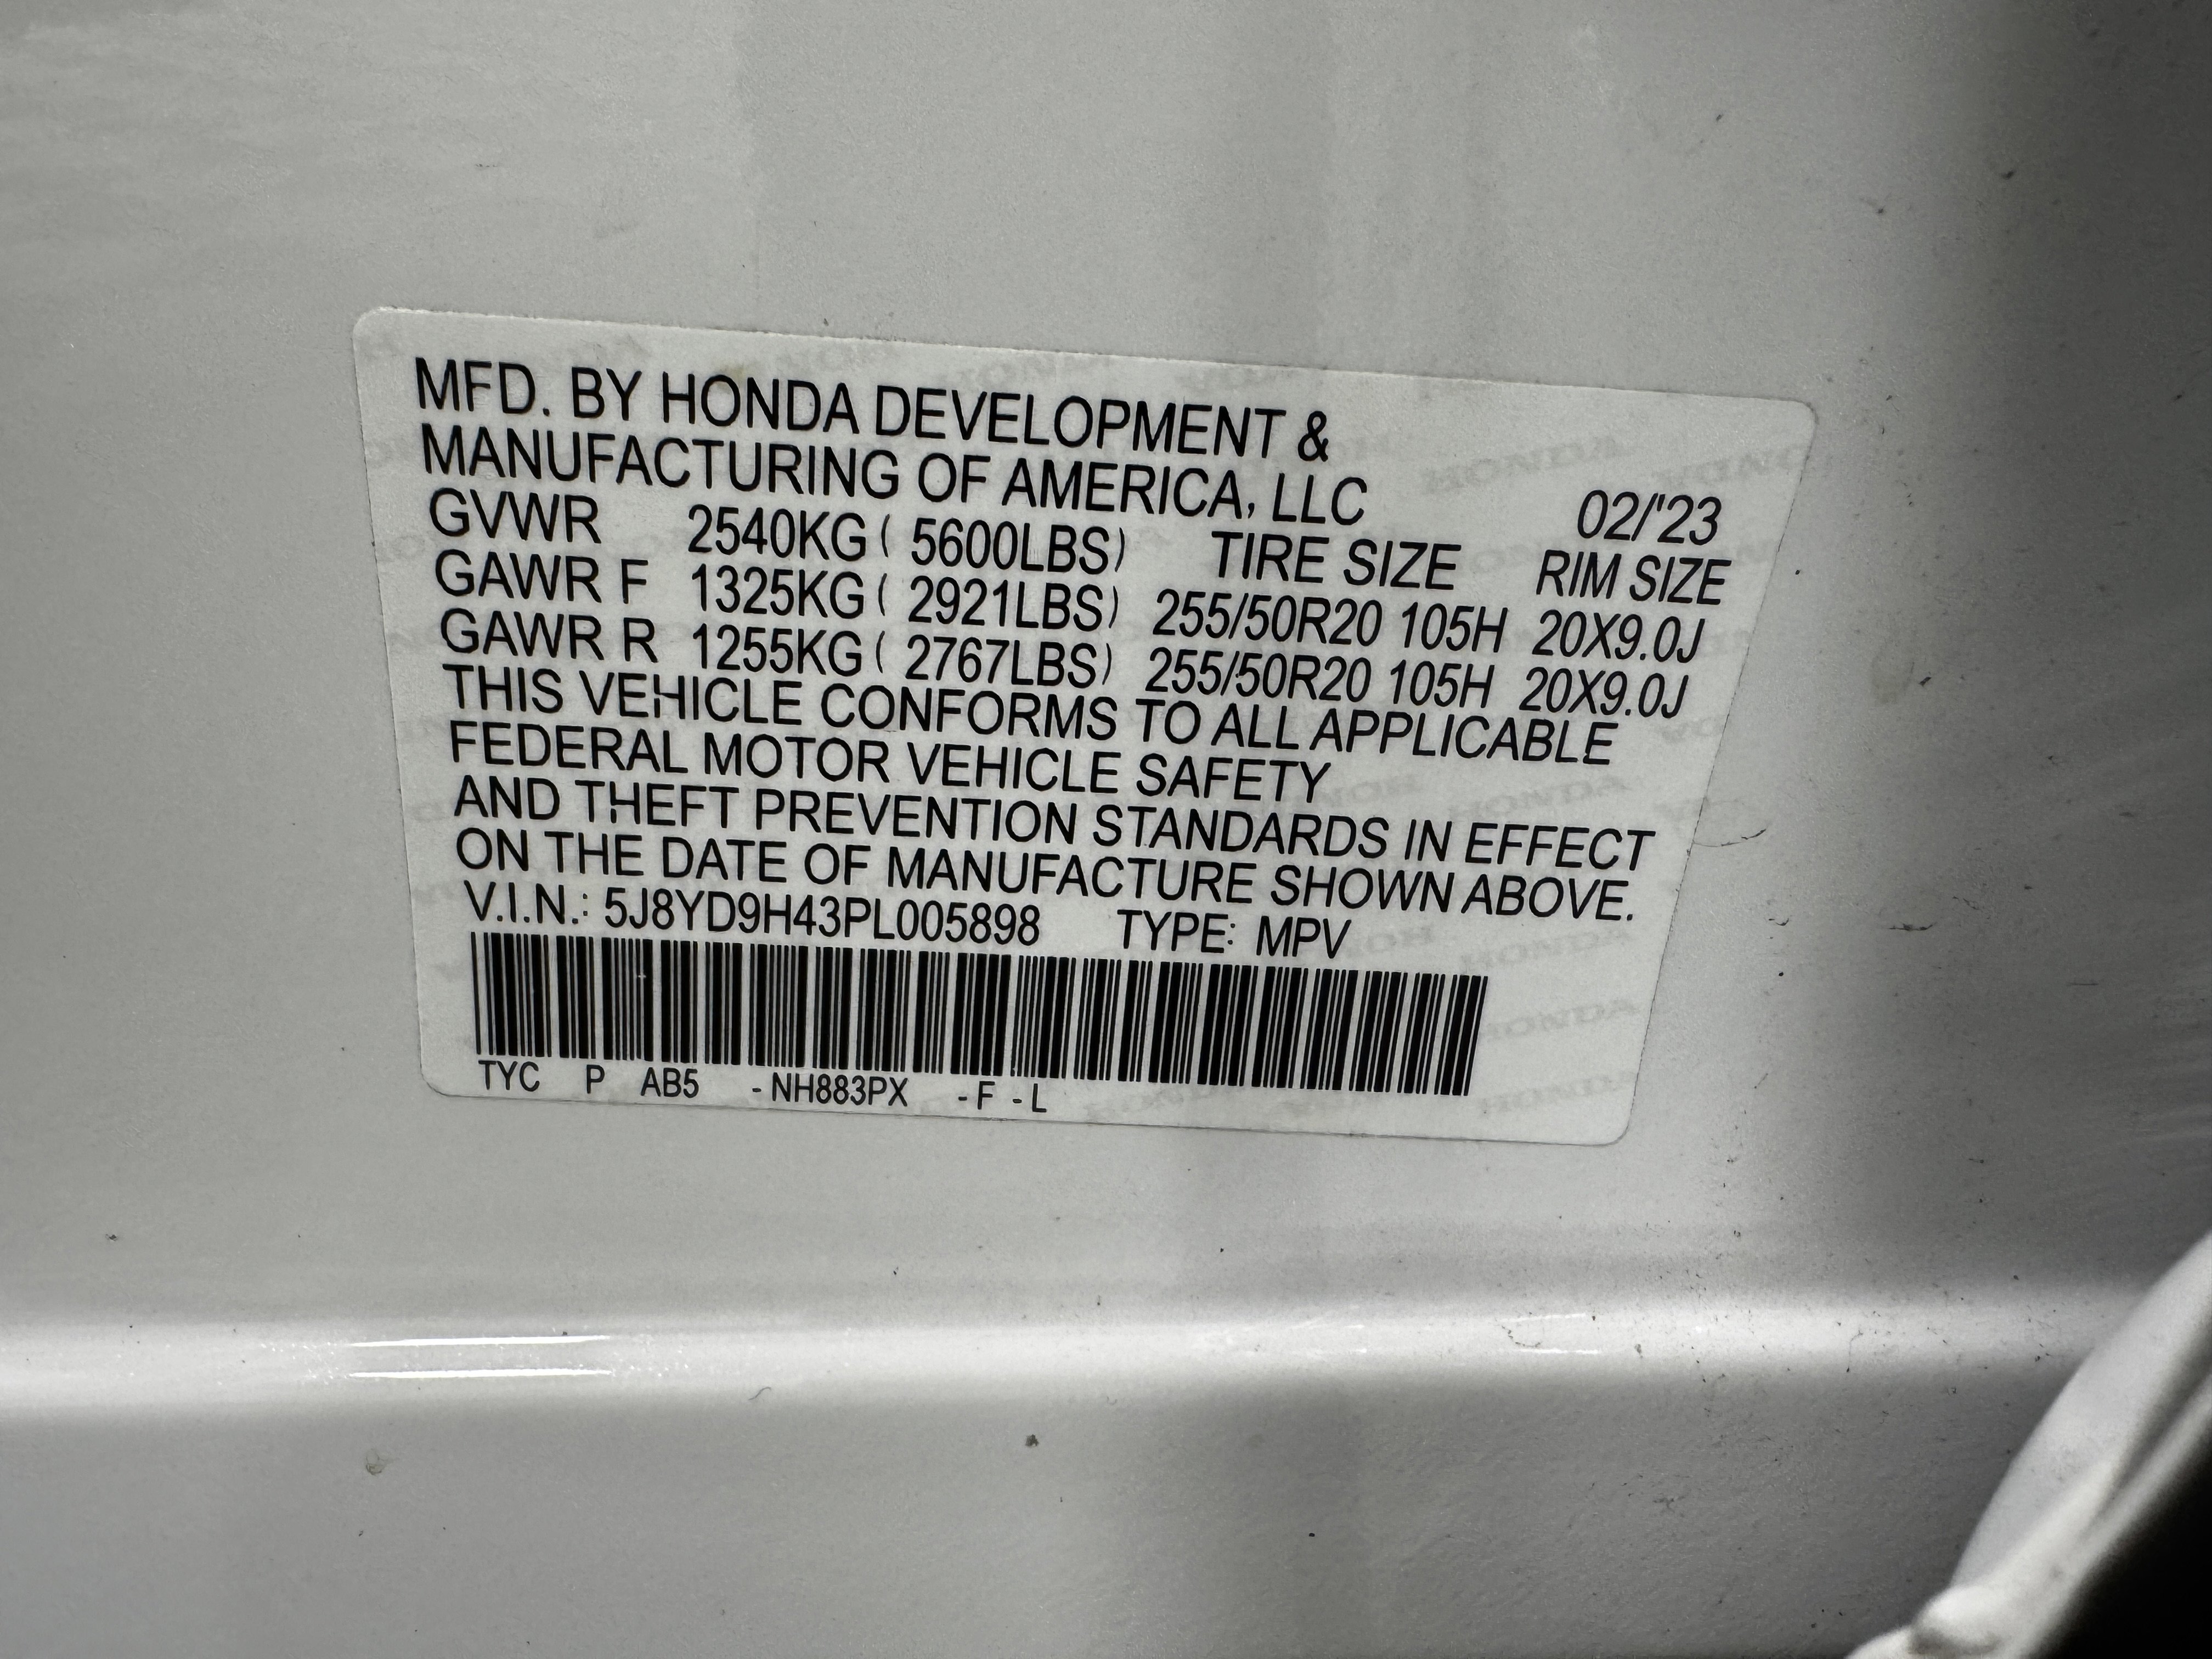 MFD. BY HONDA DEVELOPMENT &
MANUFACTURING OF AMERICA, LLC 02/'23
GVWR 2540KG ( 5600LBS) TIRE SIZE RIM SIZE
GAWR F 1325KG ( 2921LBS) 255/50R20 105H 20X9.0J
GAWR R 1255KG ( 2767LBS) 255/50R20 105H 20X9.0J
THIS VEHICLE CONFORMS TO ALL APPLICABLE
FEDERAL MOTOR VEHICLE SAFETY
AND THEFT PREVENTION STANDARDS IN EFFECT
ON THE DATE OF MANUFACTURE SHOWN ABOVE.
V.I.N.: 5J8YD9H43PL005898 TYPE: MPV
TYC P AB5 - NH883PX - F - L